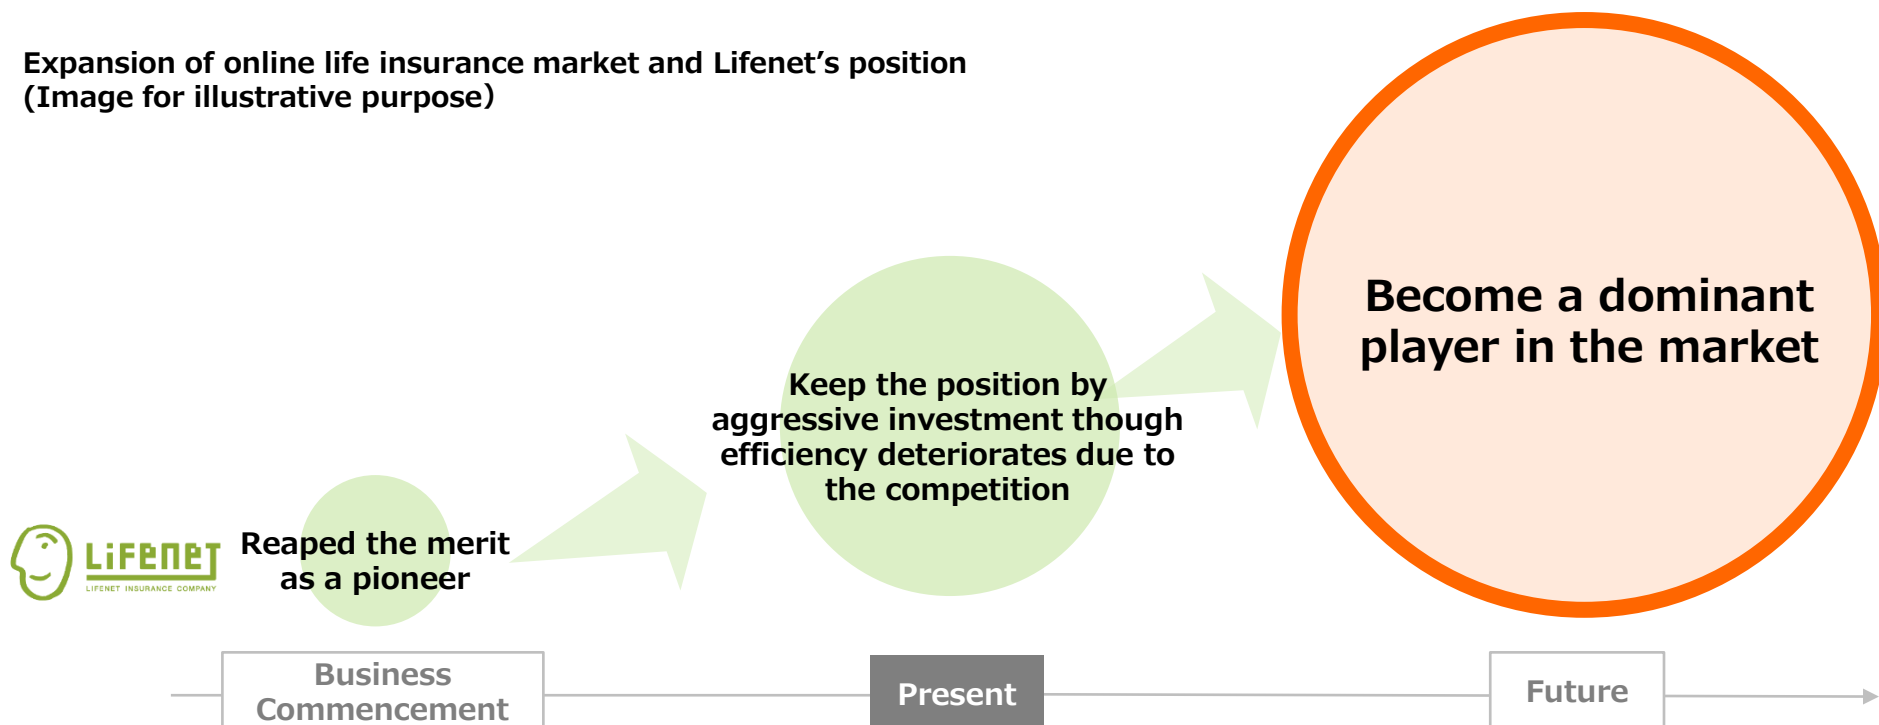 Expansion of online life insurance market and Lifenet’s position
(Image for illustrative purpose）
Become a dominant
player in the market
Keep the position by
aggressive investment though
efficiency deteriorates due to
the competition
LiFENET
LIFENET INSURANCE COMPANY
Reaped the merit
as a pioneer
Business
Commencement
Present
Future